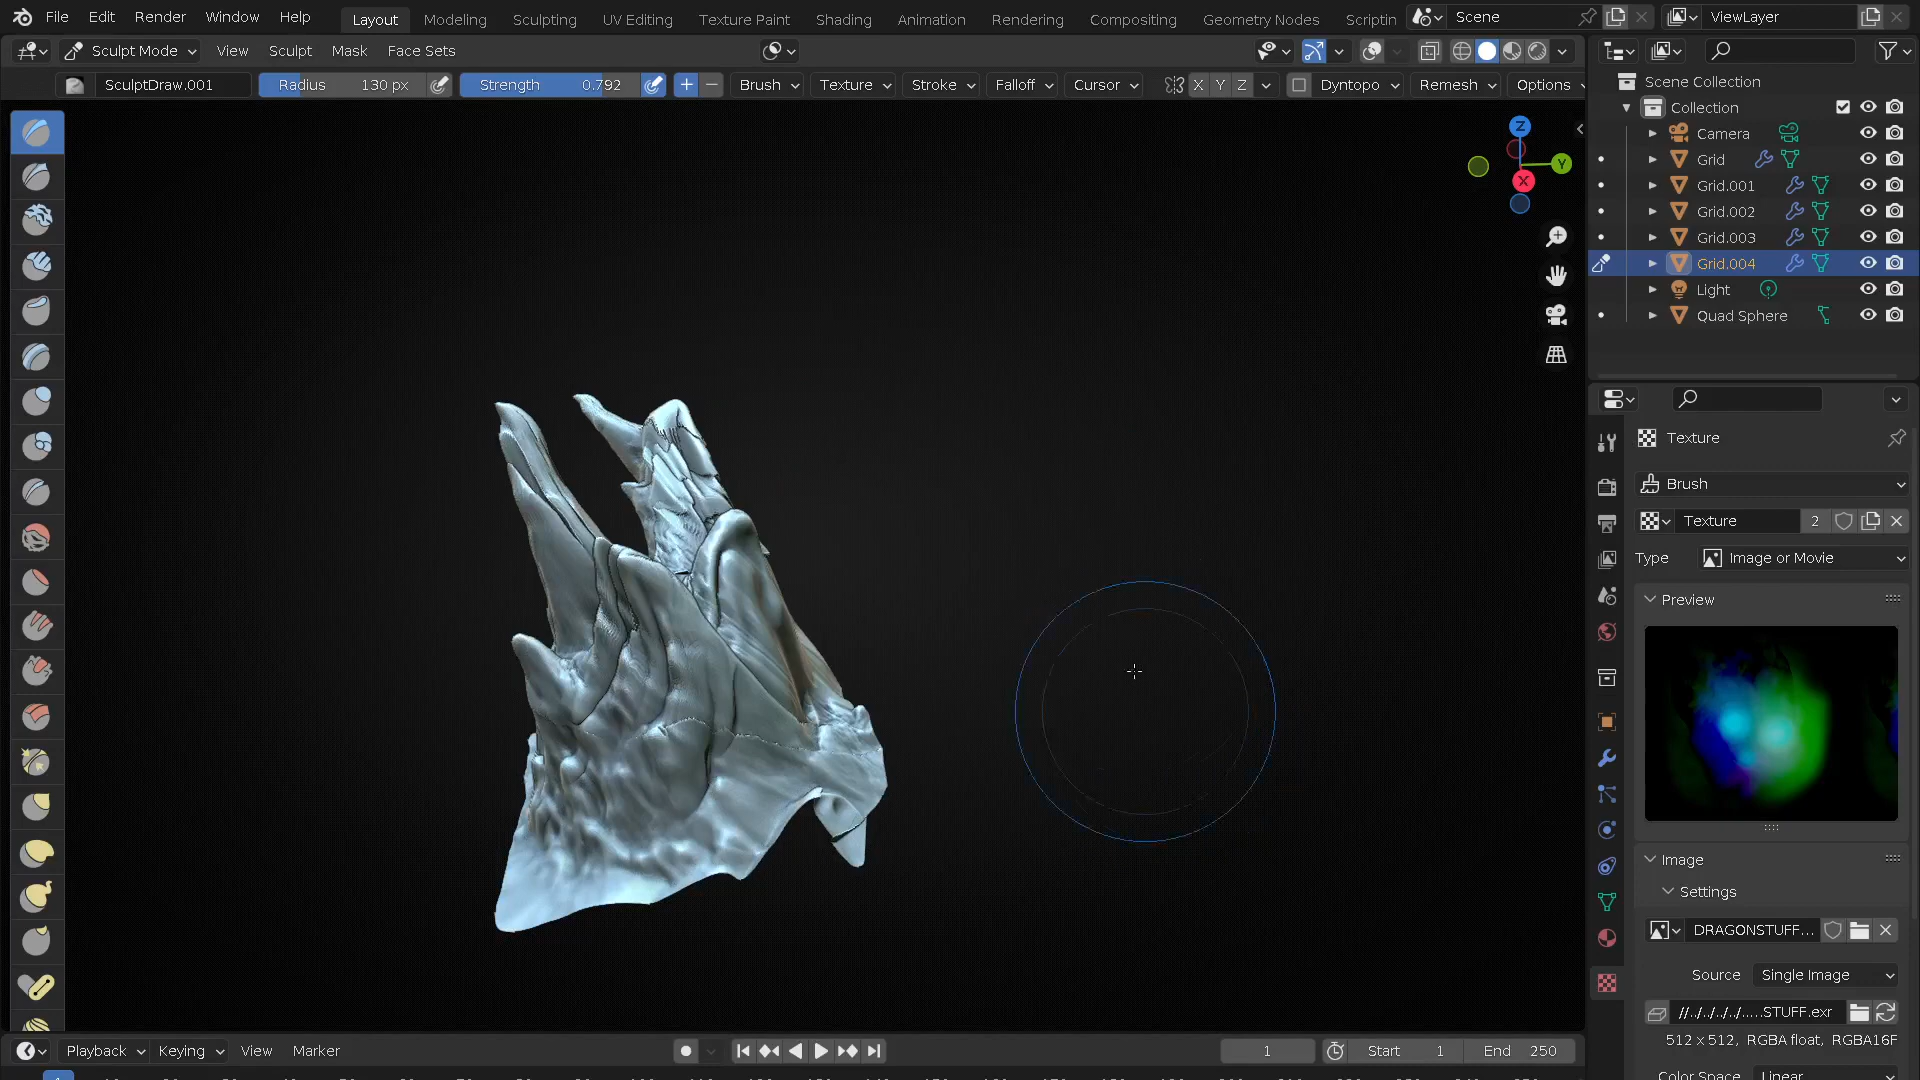 File Edit Render Window Help Layout Modeling Sculpting UV Editing Texture Paint Shading Animation Rendering Compositing Geometry Nodes Scriptin Scene ViewLayer
Sculpt Mode View Sculpt Mask Face Sets
SculptDraw.001 Radius 130 px Strength 0.792 Brush Texture Stroke Falloff Cursor X Y Z Dyntopo Remesh Options
Scene Collection
Collection
Camera
Grid
Grid.001
Grid.002
Grid.003
Grid.004
Light
Quad Sphere
Z
Y
X
Texture
Brush
Texture 2
Type Image or Movie
Preview
Image
Settings
DRAGONSTUFF...
Source Single Image
//../../../../.....STUFF.exr
512 x 512, RGBA float, RGBA16F
Color Space Linear
Playback Keying View Marker 1 Start 1 End 250